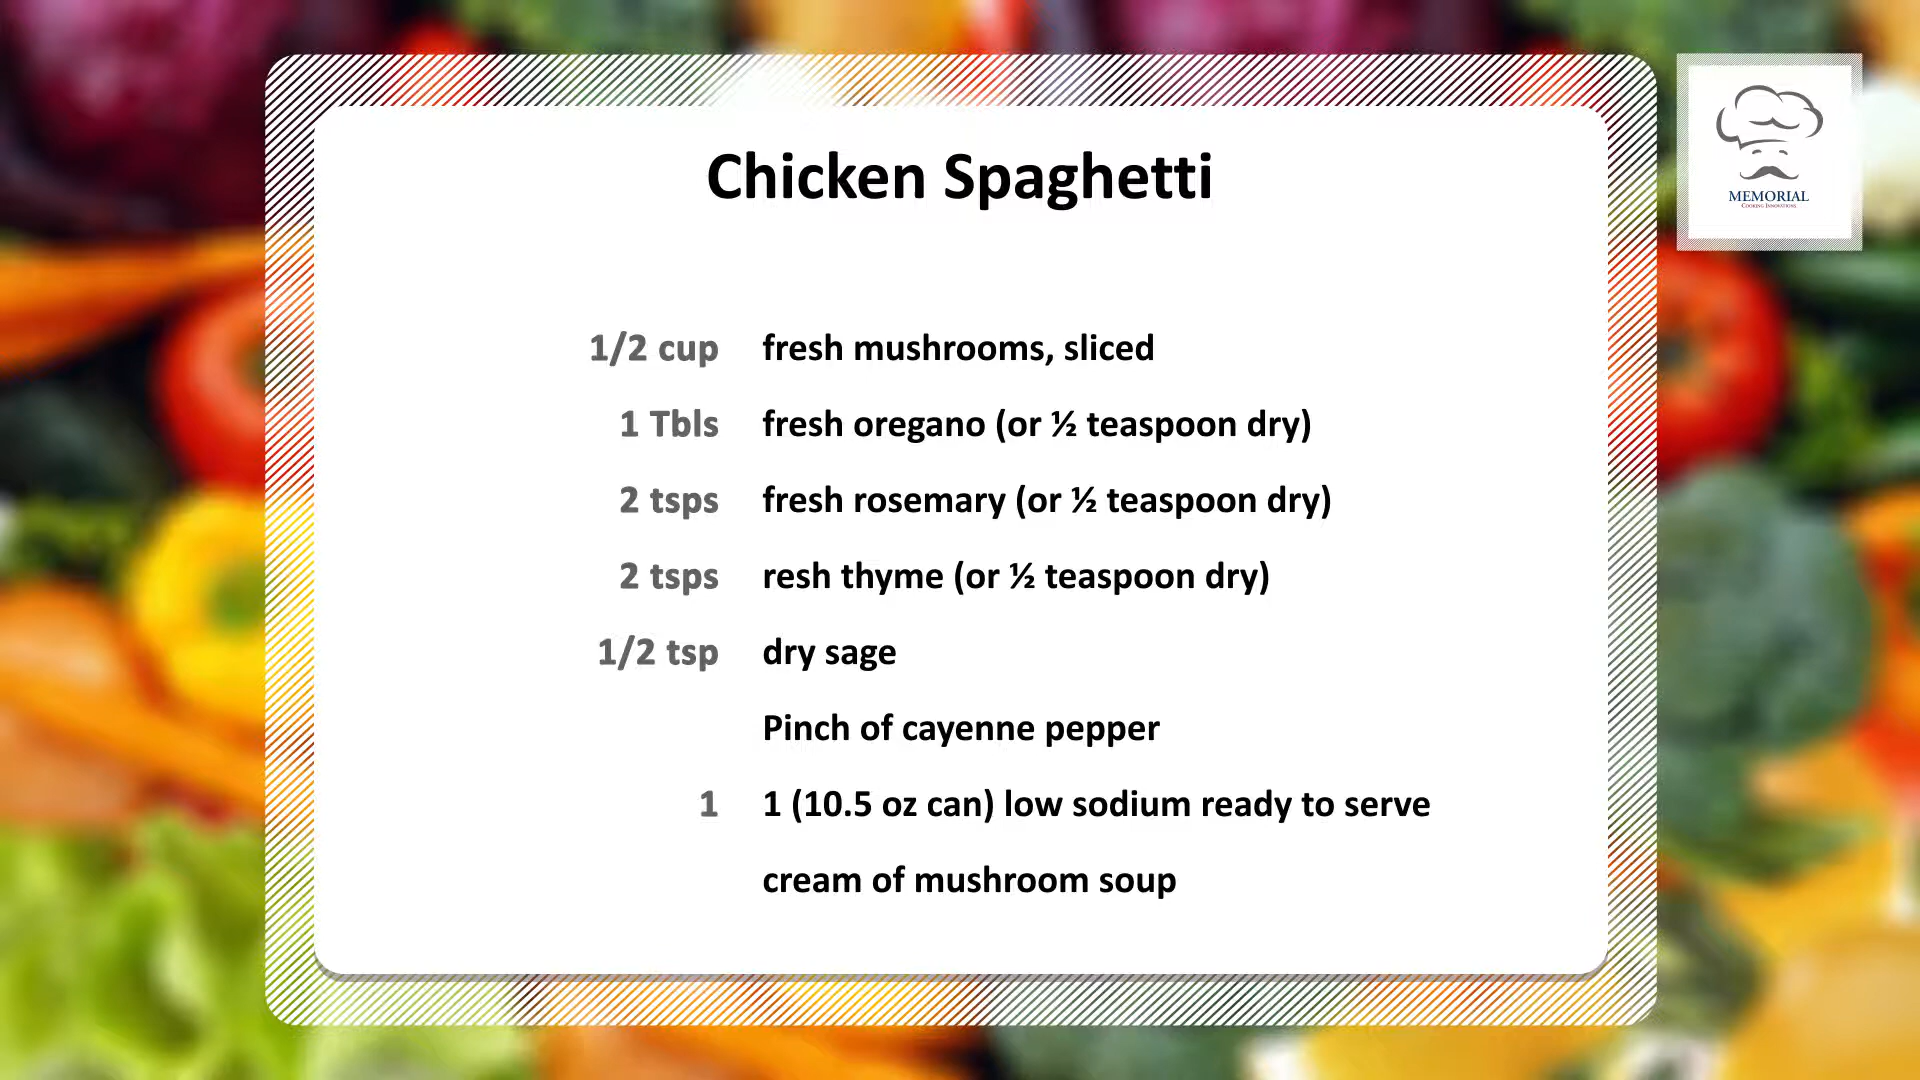 Chicken Spaghetti
MEMORIAL
Cooking Innovations
1/2 cup fresh mushrooms, sliced
1 Tbls fresh oregano (or ½ teaspoon dry)
2 tsps fresh rosemary (or ½ teaspoon dry)
2 tsps resh thyme (or ½ teaspoon dry)
1/2 tsp dry sage
Pinch of cayenne pepper
1 1 (10.5 oz can) low sodium ready to serve
cream of mushroom soup